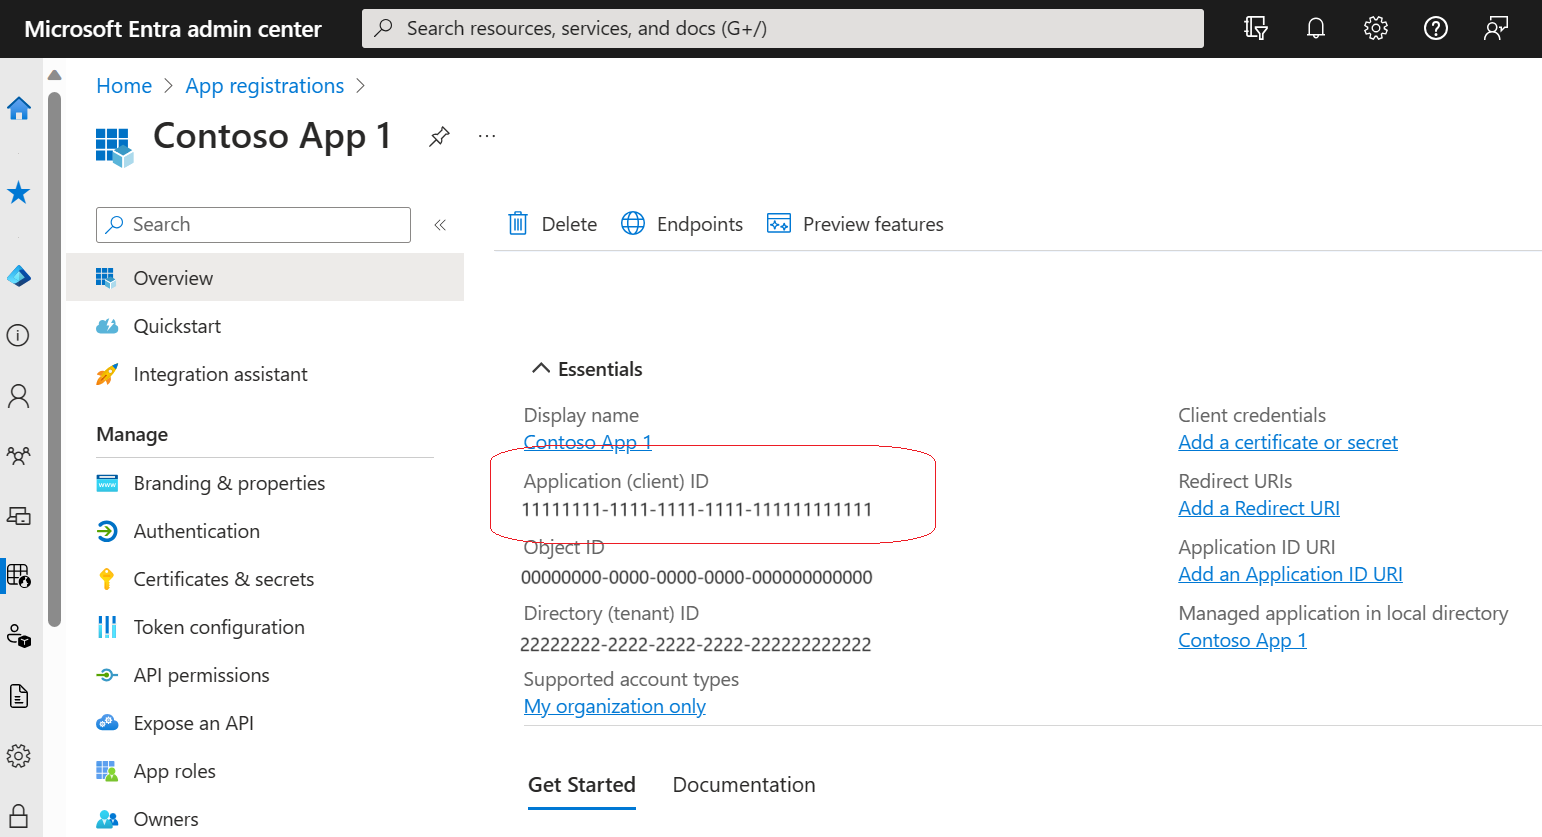 Microsoft Entra admin center
Search resources, services, and docs (G+/)
Home > App registrations >
Contoso App 1
Search
Delete
Endpoints
Preview features
Overview
Quickstart
Integration assistant
Manage
Branding & properties
Authentication
Certificates & secrets
Token configuration
API permissions
Expose an API
App roles
Owners
Essentials
Display name
Contoso App 1
Application (client) ID
11111111-1111-1111-1111-111111111111
Object ID
00000000-0000-0000-0000-000000000000
Directory (tenant) ID
22222222-2222-2222-2222-222222222222
Supported account types
My organization only
Client credentials
Add a certificate or secret
Redirect URIs
Add a Redirect URI
Application ID URI
Add an Application ID URI
Managed application in local directory
Contoso App 1
Get Started
Documentation